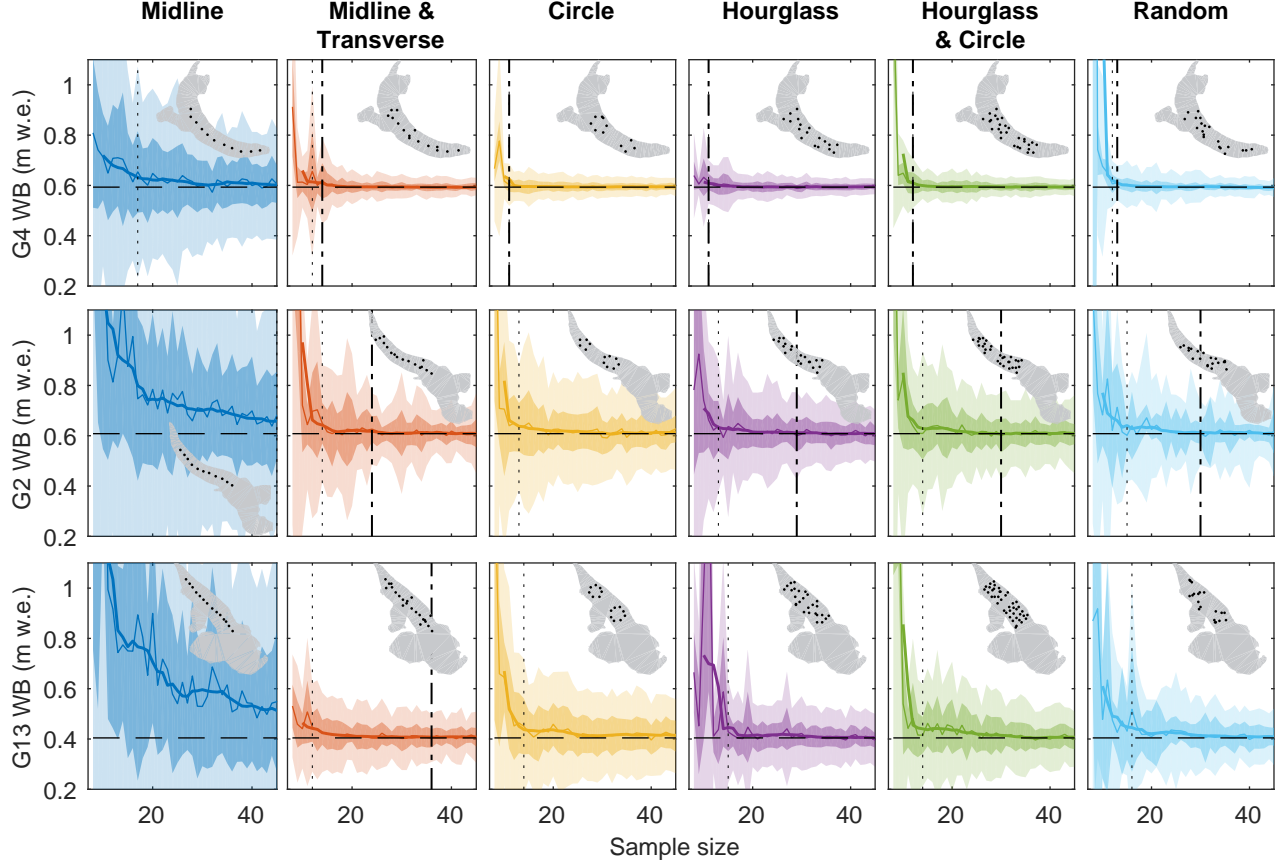 Midline
Midline &
Transverse
Circle
Hourglass
Hourglass
& Circle
Random
G4 WB (m w.e.)
1
0.8
0.6
0.4
0.2
G2 WB (m w.e.)
1
0.8
0.6
0.4
0.2
G13 WB (m w.e.)
1
0.8
0.6
0.4
0.2
20 40
20 40
20 40
20 40
20 40
20 40
Sample size